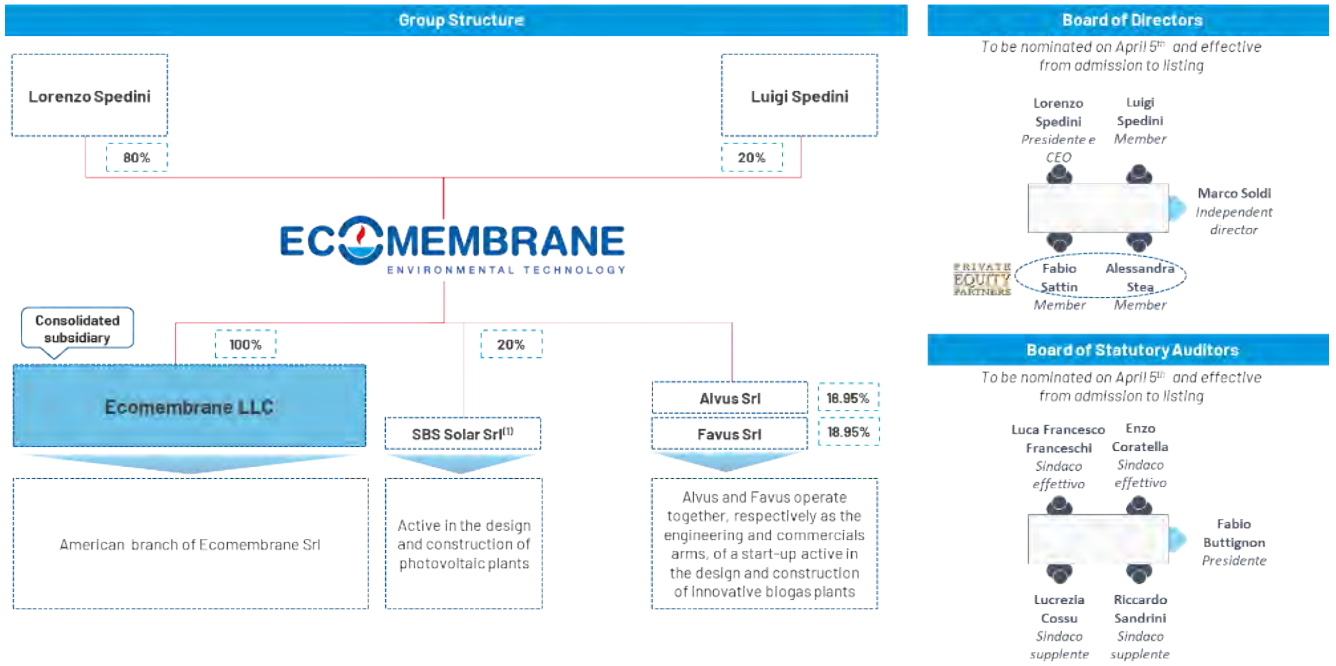 Group Structure
Lorenzo Spedini
Luigi Spedini
80%
20%
ECOMEMBRANE
ENVIRONMENTAL TECHNOLOGY
Consolidated
subsidiary
100%
20%
Ecomembrane LLC
SBS Solar Srl(1)
Alvus Srl
18.95%
Favus Srl
18.95%
American branch of Ecomembrane Srl
Active in the design
and construction of
photovoltaic plants
Alvus and Favus operate
together, respectively as the
engineering and commercials
arms, of a start-up active in
the design and construction
of innovative biogas plants
Board of Directors
To be nominated on April 5th and effective
from admission to listing
Lorenzo
Spedini
Presidente e
CEO
Luigi
Spedini
Member
Marco Soldi
Independent
director
PRIVATE
EQUITY
PARTNERS
Fabio
Sattin
Member
Alessandra
Stea
Member
Board of Statutory Auditors
To be nominated on April 5th and effective
from admission to listing
Luca Francesco
Franceschi
Sindaco
effettivo
Enzo
Coratella
Sindaco
effettivo
Fabio
Buttignon
Presidente
Lucrezia
Cossu
Sindaco
supplente
Riccardo
Sandrini
Sindaco
supplente